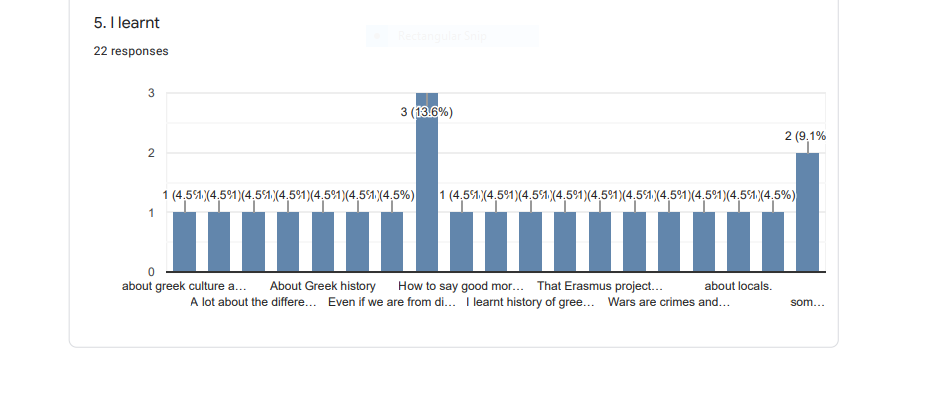 5. I learnt
Rectangular Snip
22 responses
3
3 (13.6%)
2 (9.1%
2
1 (4.5%)
1 (4.5%)
1
0
about greek culture a…
About Greek history
How to say good mor…
That Erasmus project…
about locals.
A lot about the differe…
Even if we are from di…
I learnt history of gree…
Wars are crimes and…
som…